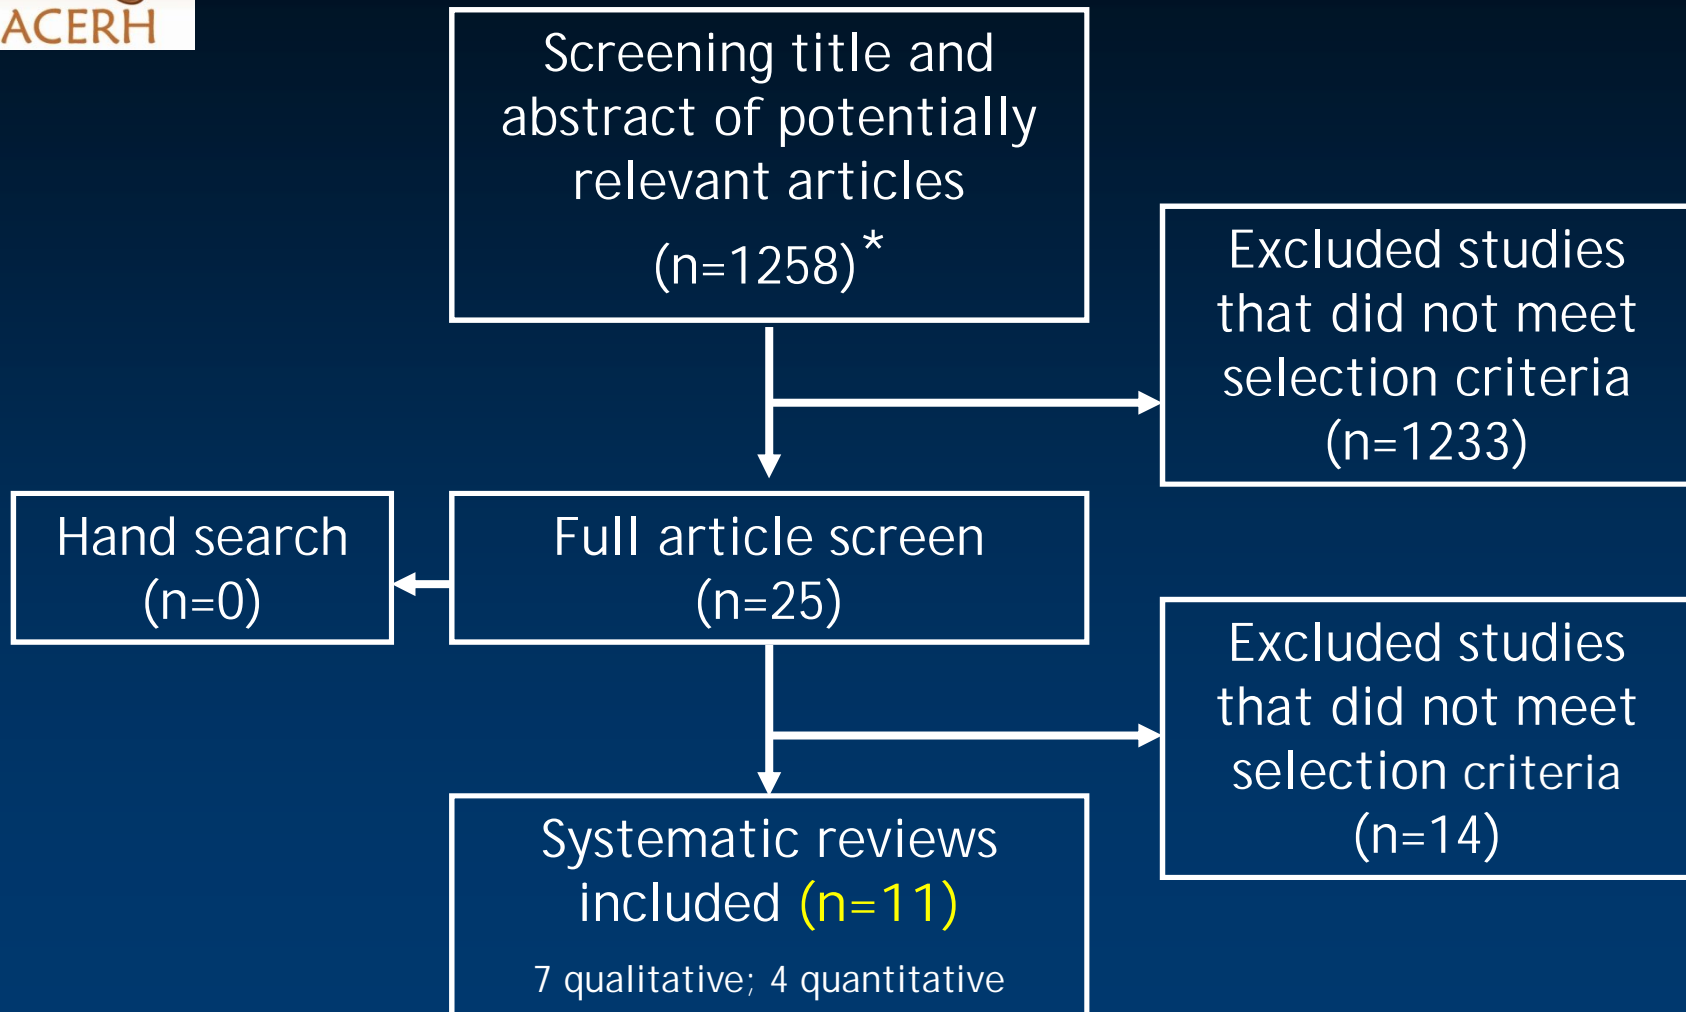 ACERH
Screening title and
abstract of potentially
relevant articles
(n=1258)*
Excluded studies
that did not meet
selection criteria
(n=1233)
Hand search
(n=0)
Full article screen
(n=25)
Excluded studies
that did not meet
selection criteria
(n=14)
Systematic reviews
included (n=11)
7 qualitative; 4 quantitative